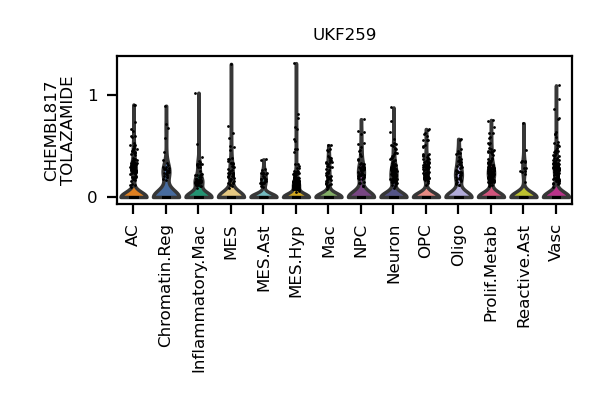 UKF259
CHEMBL817
TOLAZAMIDE
1
0
AC
Chromatin.Reg
Inflammatory.Mac
MES
MES.Ast
MES.Hyp
Mac
NPC
Neuron
OPC
Oligo
Prolif.Metab
Reactive.Ast
Vasc